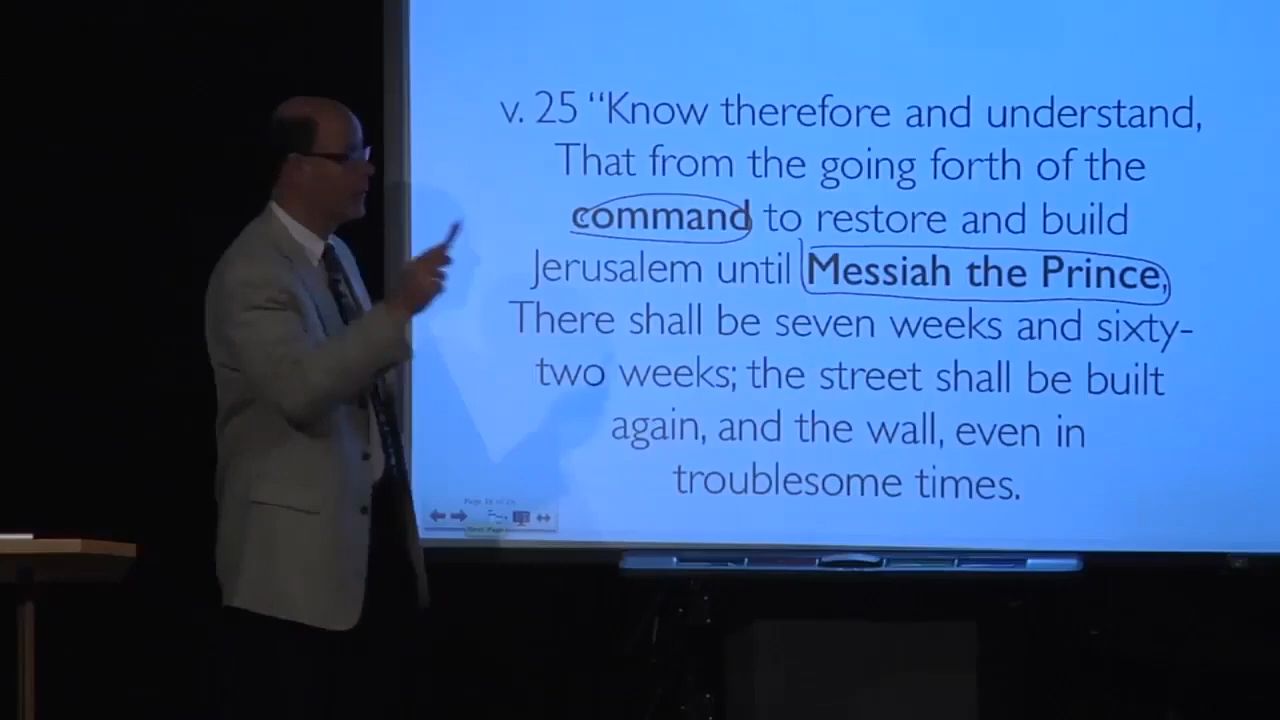 v. 25 “Know therefore and understand,
That from the going forth of the
command to restore and build
Jerusalem until Messiah the Prince,
There shall be seven weeks and sixty-
two weeks; the street shall be built
again, and the wall, even in
troublesome times.
Next Page